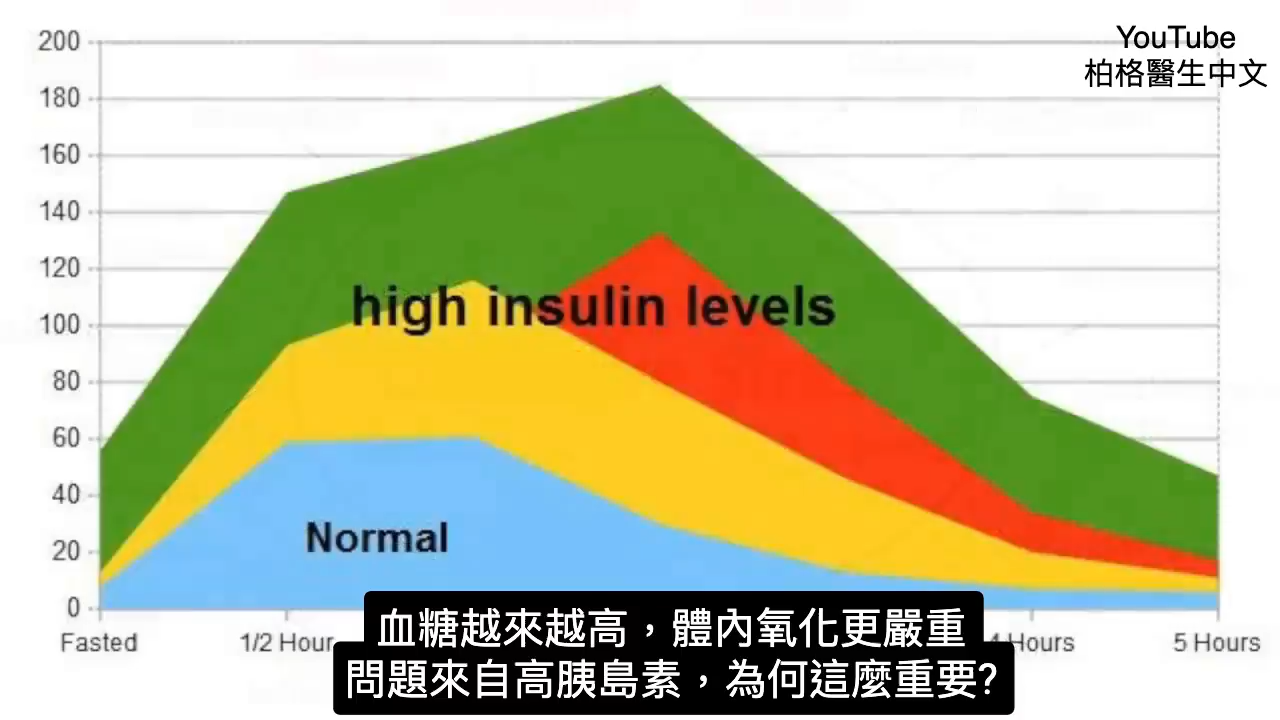 YouTube
柏格醫生中文
200
180
160
140
120
100
80
60
40
20
0
high insulin levels
Normal
Fasted
1/2 Hour
4 Hours
5 Hours
血糖越來越高，體內氧化更嚴重
問題來自高胰島素，為何這麼重要?